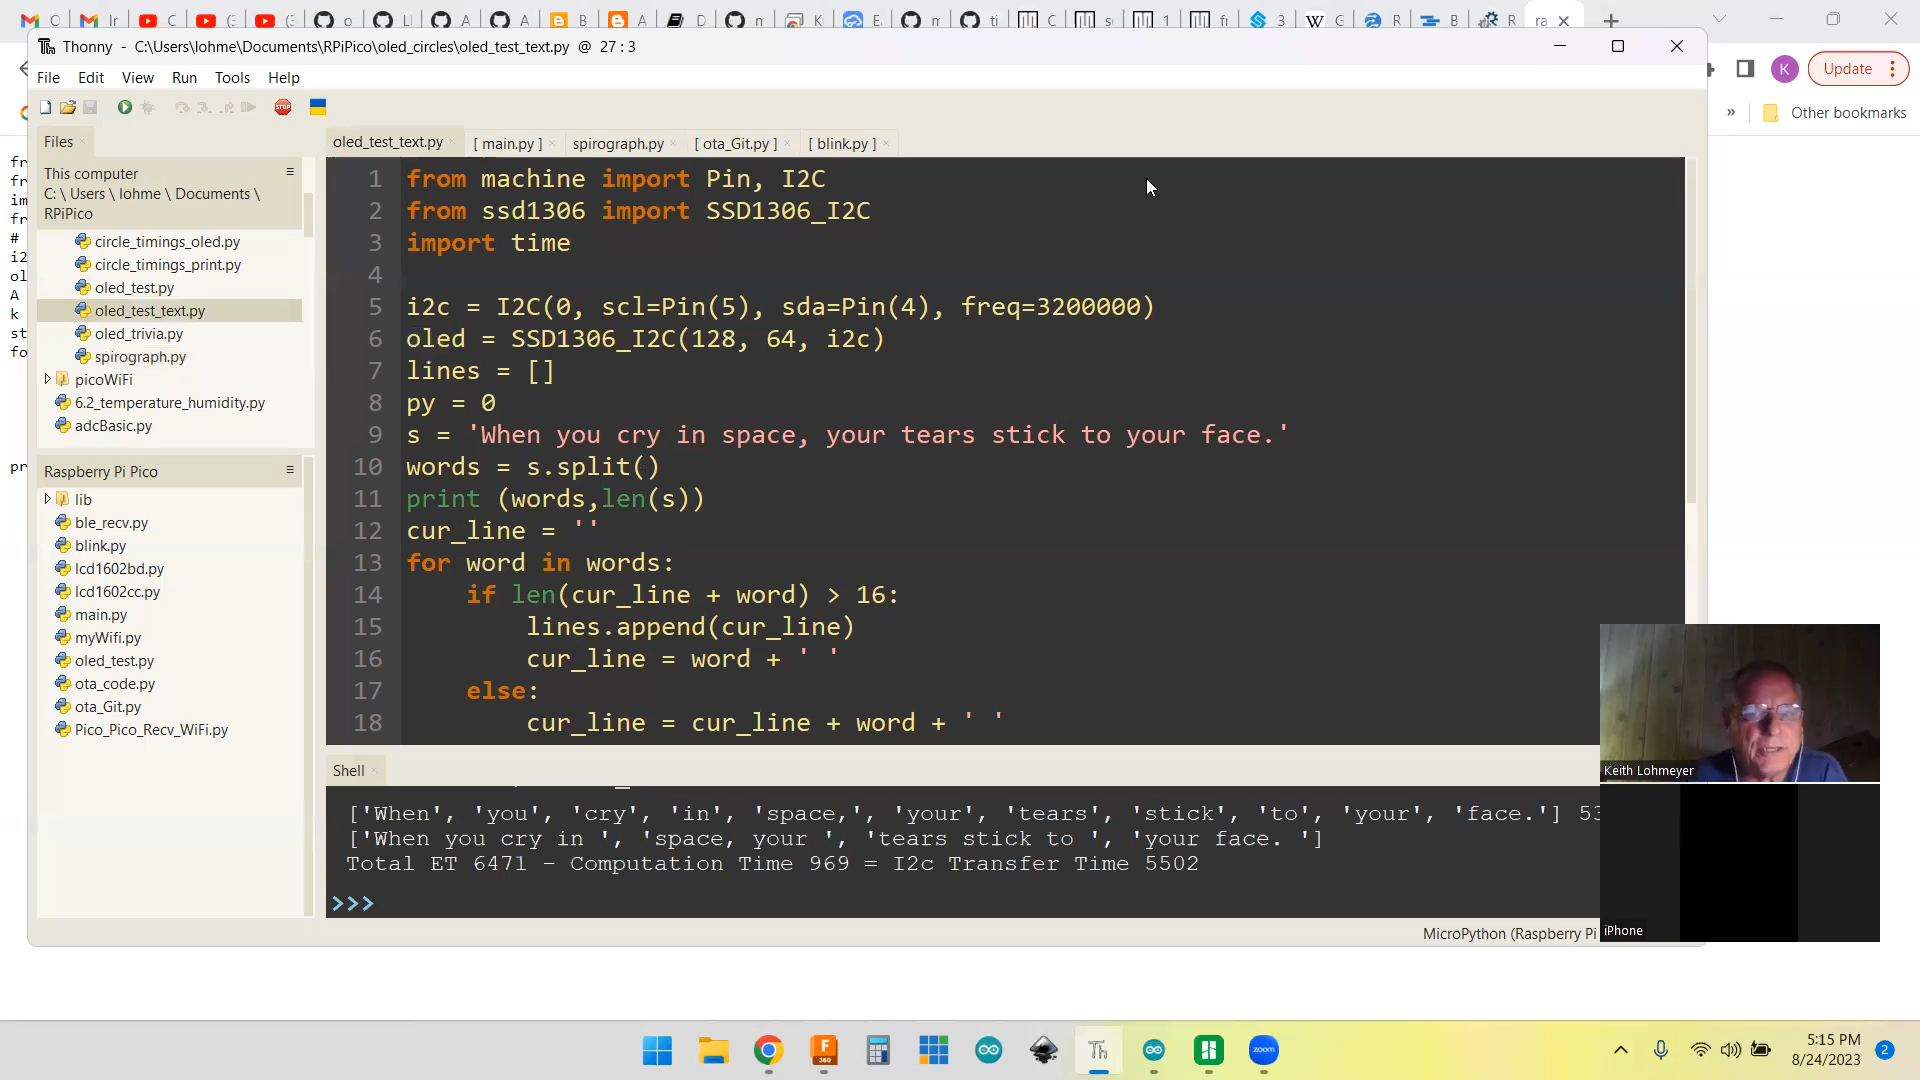 Thonny - C:\Users\lohme\Documents\RPiPico\oled_circles\oled_test_text.py @ 27 : 3
File Edit View Run Tools Help
K Update
» Other bookmarks
Files
This computer
C: \ Users \ lohme \ Documents \
RPiPico
circle_timings_oled.py
circle_timings_print.py
oled_test.py
oled_test_text.py
oled_trivia.py
spirograph.py
picoWiFi
6.2_temperature_humidity.py
adcBasic.py
Raspberry Pi Pico
lib
ble_recv.py
blink.py
lcd1602bd.py
lcd1602cc.py
main.py
myWifi.py
oled_test.py
ota_code.py
ota_Git.py
Pico_Pico_Recv_WiFi.py
oled_test_text.py [ main.py ] spirograph.py [ ota_Git.py ] [ blink.py ]
1 from machine import Pin, I2C
2 from ssd1306 import SSD1306_I2C
3 import time
4
5 i2c = I2C(0, scl=Pin(5), sda=Pin(4), freq=3200000)
6 oled = SSD1306_I2C(128, 64, i2c)
7 lines = []
8 py = 0
9 s = 'When you cry in space, your tears stick to your face.'
10 words = s.split()
11 print (words,len(s))
12 cur_line = ''
13 for word in words:
14 if len(cur_line + word) > 16:
15 lines.append(cur_line)
16 cur_line = word + ' '
17 else:
18 cur_line = cur_line + word + ' '
Shell
['When', 'you', 'cry', 'in', 'space,', 'your', 'tears', 'stick', 'to', 'your', 'face.'] 53
['When you cry in ', 'space, your ', 'tears stick to ', 'your face. ']
Total ET 6471 - Computation Time 969 = I2c Transfer Time 5502
>>>
MicroPython (Raspberry Pi
Keith Lohmeyer
iPhone
STOP
zoom
5:15 PM
8/24/2023
2